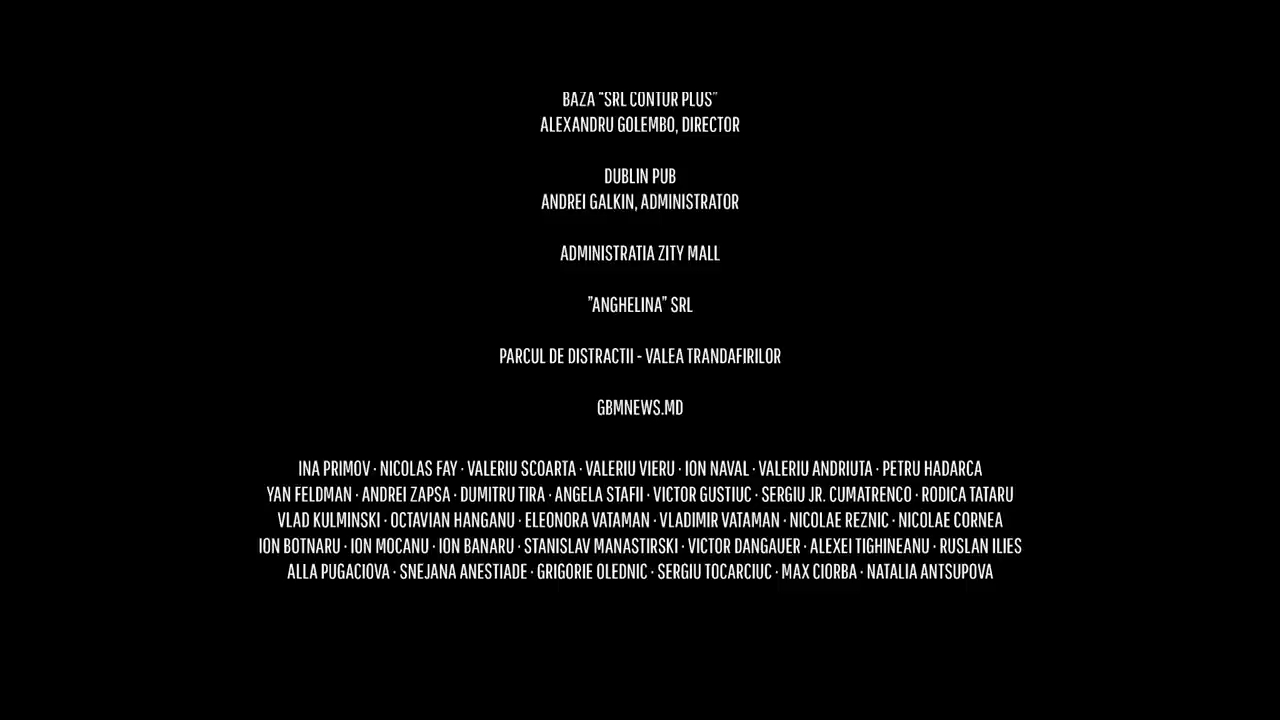 BAZA "SRL CONTUR PLUS"
ALEXANDRU GOLEMBO, DIRECTOR
DUBLIN PUB
ANDREI GALKIN, ADMINISTRATOR
ADMINISTRATIA ZITY MALL
"ANGHELINA" SRL
PARCUL DE DISTRACTII - VALEA TRANDAFIRILOR
GBMNEWS.MD
INA PRIMOV · NICOLAS FAY · VALERIU SCOARTA · VALERIU VIERU · ION NAVAL · VALERIU ANDRIUTA · PETRU HADARCA
YAN FELDMAN · ANDREI ZAPSA · DUMITRU TIRA · ANGELA STAFII · VICTOR GUSTIUC · SERGIU JR. CUMATRENCO · RODICA TATARU
VLAD KULMINSKI · OCTAVIAN HANGANU · ELEONORA VATAMAN · VLADIMIR VATAMAN · NICOLAE REZNIC · NICOLAE CORNEA
ION BOTNARU · ION MOCANU · ION BANARU · STANISLAV MANASTIRSKI · VICTOR DANGAUER · ALEXEI TIGHINEANU · RUSLAN ILIES
ALLA PUGACIOVA · SNEJANA ANESTIADE · GRIGORIE OLEDNIC · SERGIU TOCARCIUC · MAX CIORBA · NATALIA ANTSUPOVA